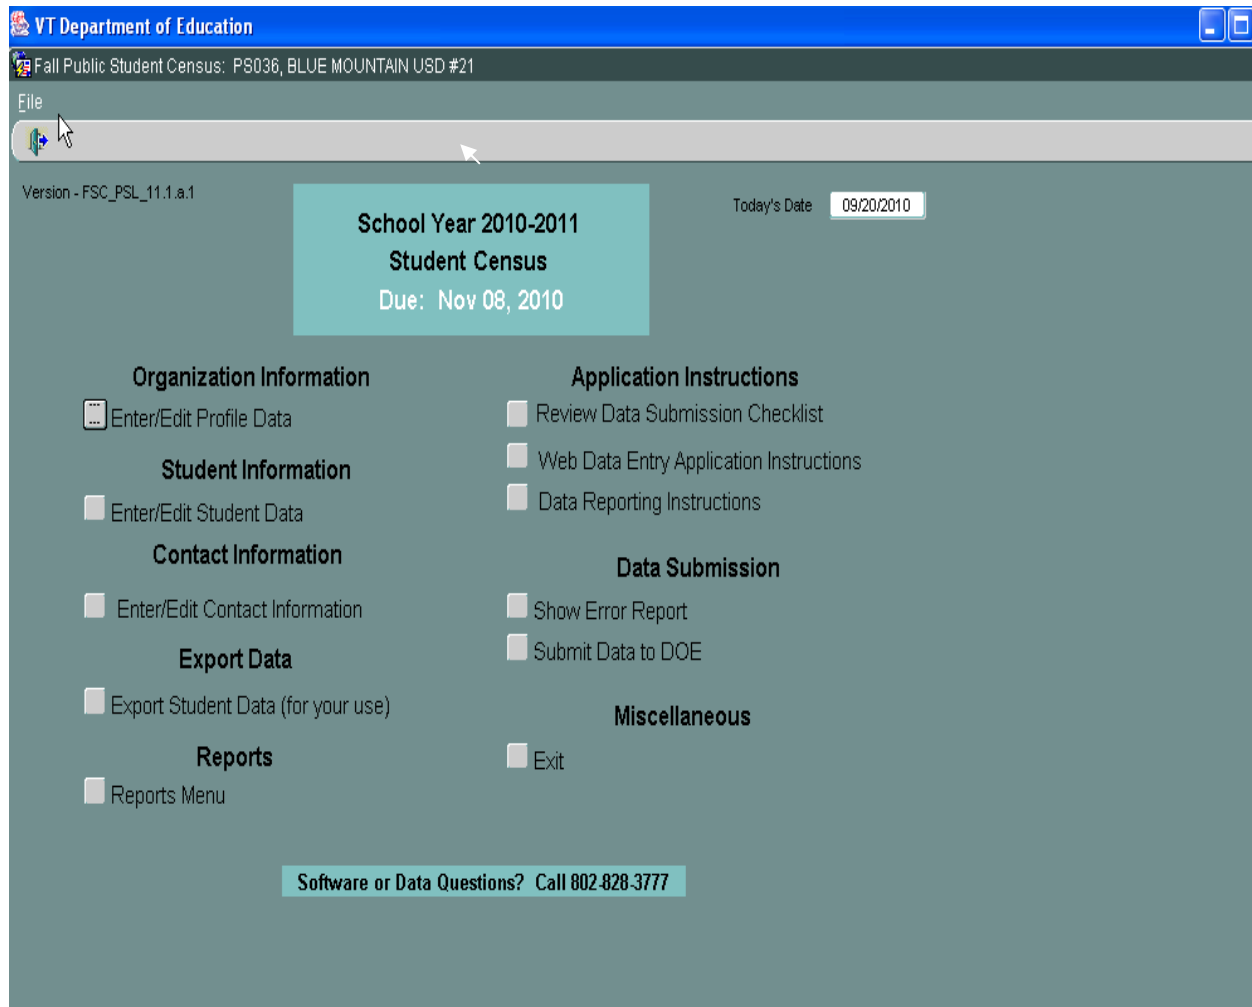 VT Department of Education
Fall Public Student Census:  PS036, BLUE MOUNTAIN USD #21
File
Version - FSC_PSL_11.1.a.1
School Year 2010-2011
Student Census
Due:  Nov 08, 2010
Today's Date 09/20/2010
Organization Information
Enter/Edit Profile Data
Student Information
Enter/Edit Student Data
Contact Information
Enter/Edit Contact Information
Export Data
Export Student Data (for your use)
Reports
Reports Menu
Application Instructions
Review Data Submission Checklist
Web Data Entry Application Instructions
Data Reporting Instructions
Data Submission
Show Error Report
Submit Data to DOE
Miscellaneous
Exit
Software or Data Questions?  Call 802-828-3777